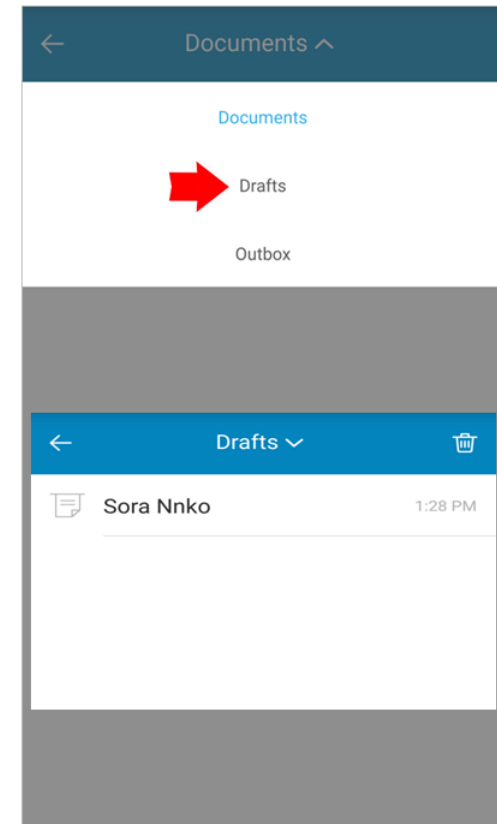 Documents
Documents
Drafts
Outbox
Drafts
Sora Nnko 1:28 PM